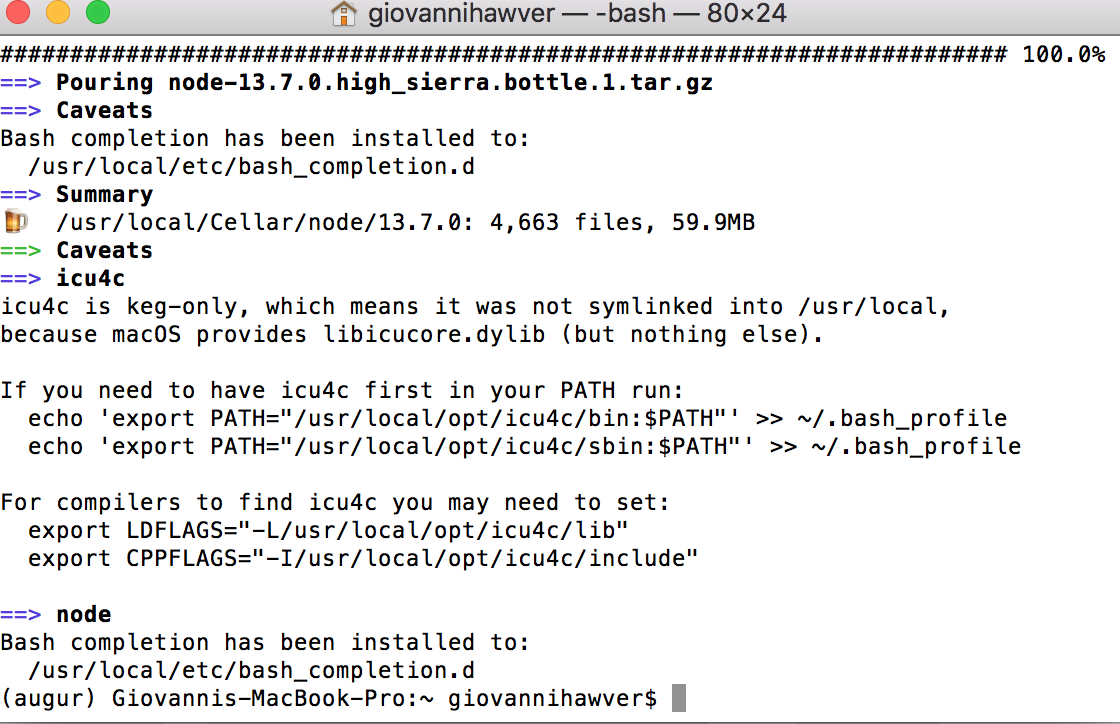 giovannihawver — -bash — 80×24
######################################################################## 100.0%
==> Pouring node-13.7.0.high_sierra.bottle.1.tar.gz
==> Caveats
Bash completion has been installed to:
  /usr/local/etc/bash_completion.d
==> Summary
🍺  /usr/local/Cellar/node/13.7.0: 4,663 files, 59.9MB
==> Caveats
==> icu4c
icu4c is keg-only, which means it was not symlinked into /usr/local,
because macOS provides libicucore.dylib (but nothing else).

If you need to have icu4c first in your PATH run:
  echo 'export PATH="/usr/local/opt/icu4c/bin:$PATH"' >> ~/.bash_profile
  echo 'export PATH="/usr/local/opt/icu4c/sbin:$PATH"' >> ~/.bash_profile

For compilers to find icu4c you may need to set:
  export LDFLAGS="-L/usr/local/opt/icu4c/lib"
  export CPPFLAGS="-I/usr/local/opt/icu4c/include"

==> node
Bash completion has been installed to:
  /usr/local/etc/bash_completion.d
(augur) Giovannis-MacBook-Pro:~ giovannihawver$